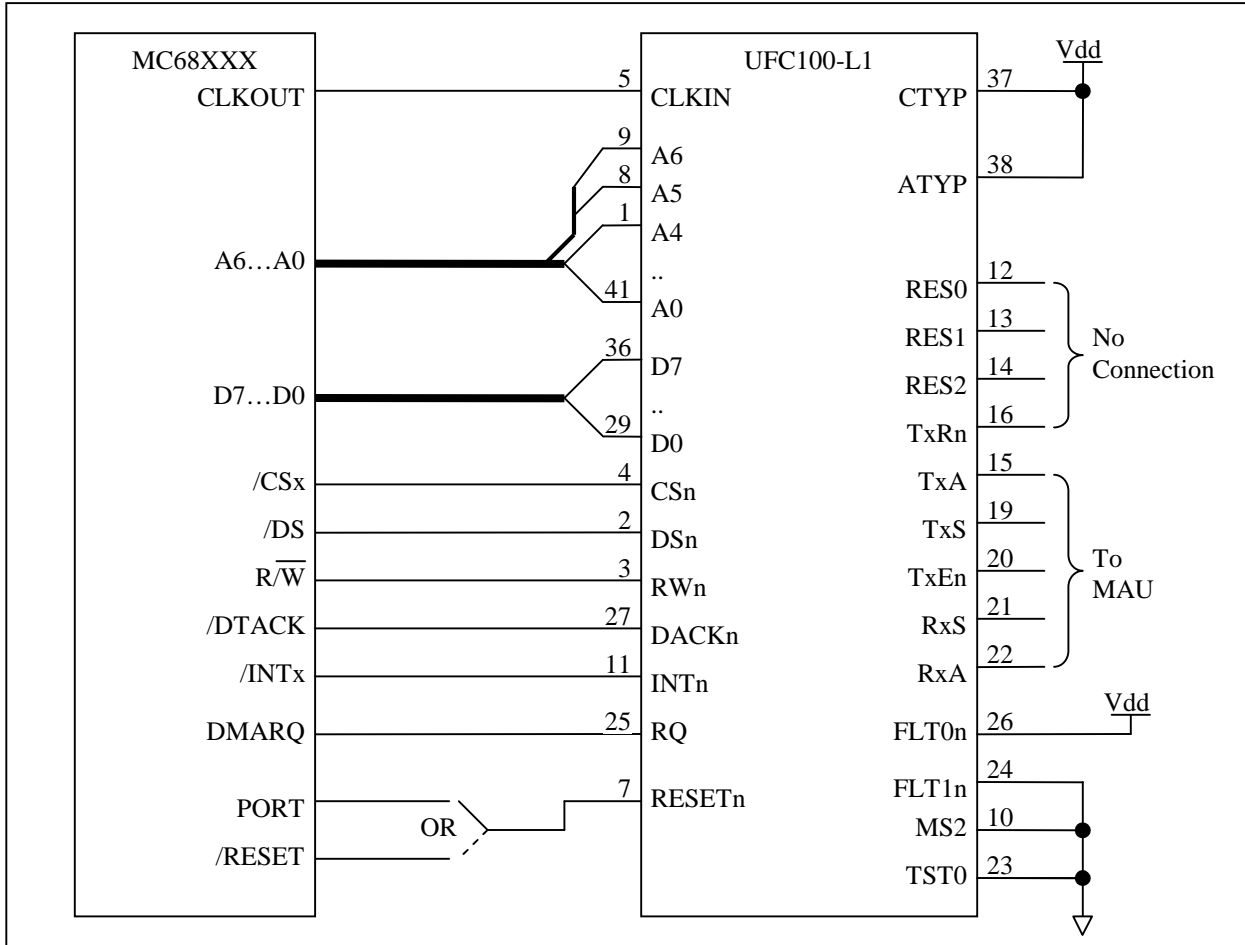 MC68XXX
CLKOUT
A6…A0
D7…D0
/CSx
/DS
R/W
/DTACK
/INTx
DMARQ
PORT
/RESET
OR
UFC100-L1
5 CLKIN
9 A6
8 A5
1 A4
..
41 A0
36 D7
..
29 D0
4 CSn
2 DSn
3 RWn
27 DACKn
11 INTn
25 RQ
7 RESETn
Vdd
CTYP 37
ATYP 38
RES0 12
RES1 13
RES2 14
TxRn 16
No
Connection
TxA 15
TxS 19
TxEn 20
RxS 21
RxA 22
To
MAU
Vdd
FLT0n 26
FLT1n 24
MS2 10
TST0 23